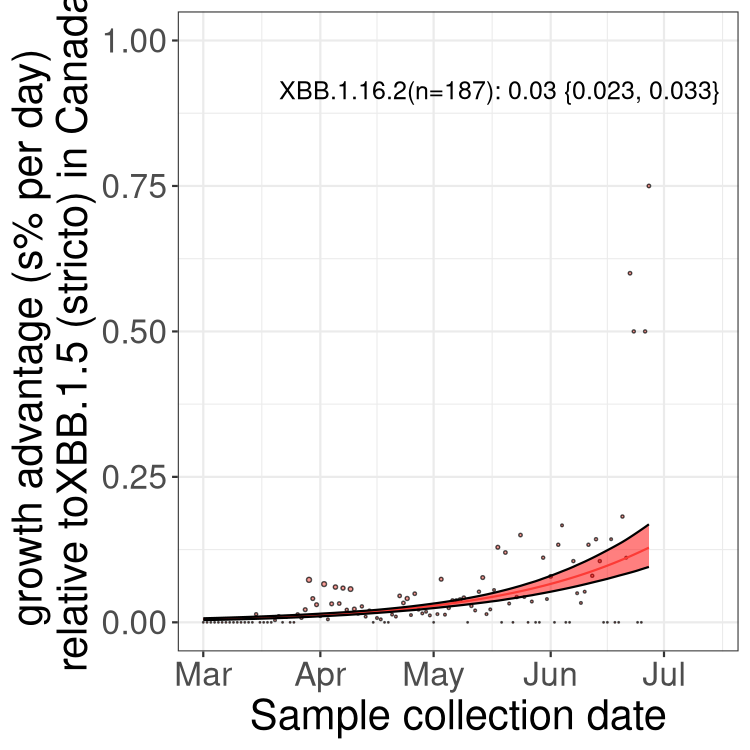 growth advantage (s% per day)
relative toXBB.1.5 (stricto) in Canada
1.00
0.75
0.50
0.25
0.00
XBB.1.16.2(n=187): 0.03 {0.023, 0.033}
Mar Apr May Jun Jul
Sample collection date